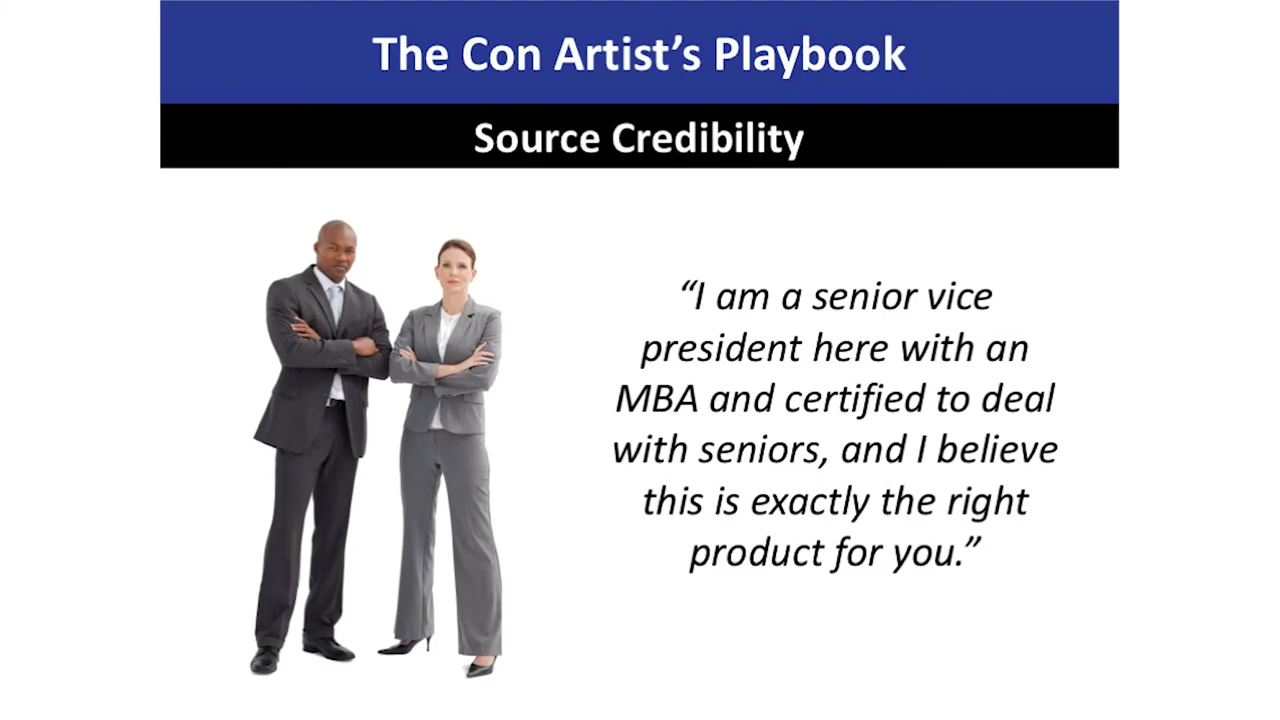 The Con Artist’s Playbook
Source Credibility
“I am a senior vice
president here with an
MBA and certified to deal
with seniors, and I believe
this is exactly the right
product for you.”